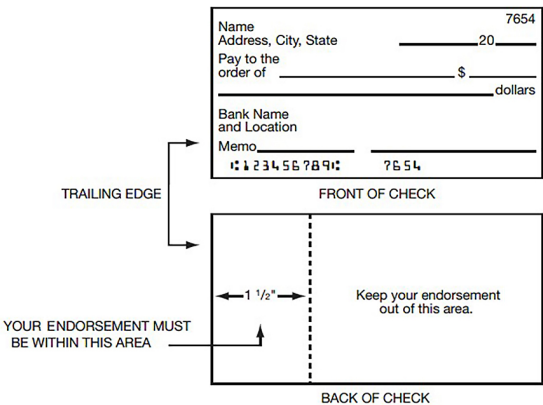 7654
Name
Address, City, State
20
Pay to the
order of $
dollars
Bank Name
and Location
Memo
⑆123456789⑆ 7654
TRAILING EDGE
FRONT OF CHECK
1 1/2"
Keep your endorsement
out of this area.
YOUR ENDORSEMENT MUST
BE WITHIN THIS AREA
BACK OF CHECK